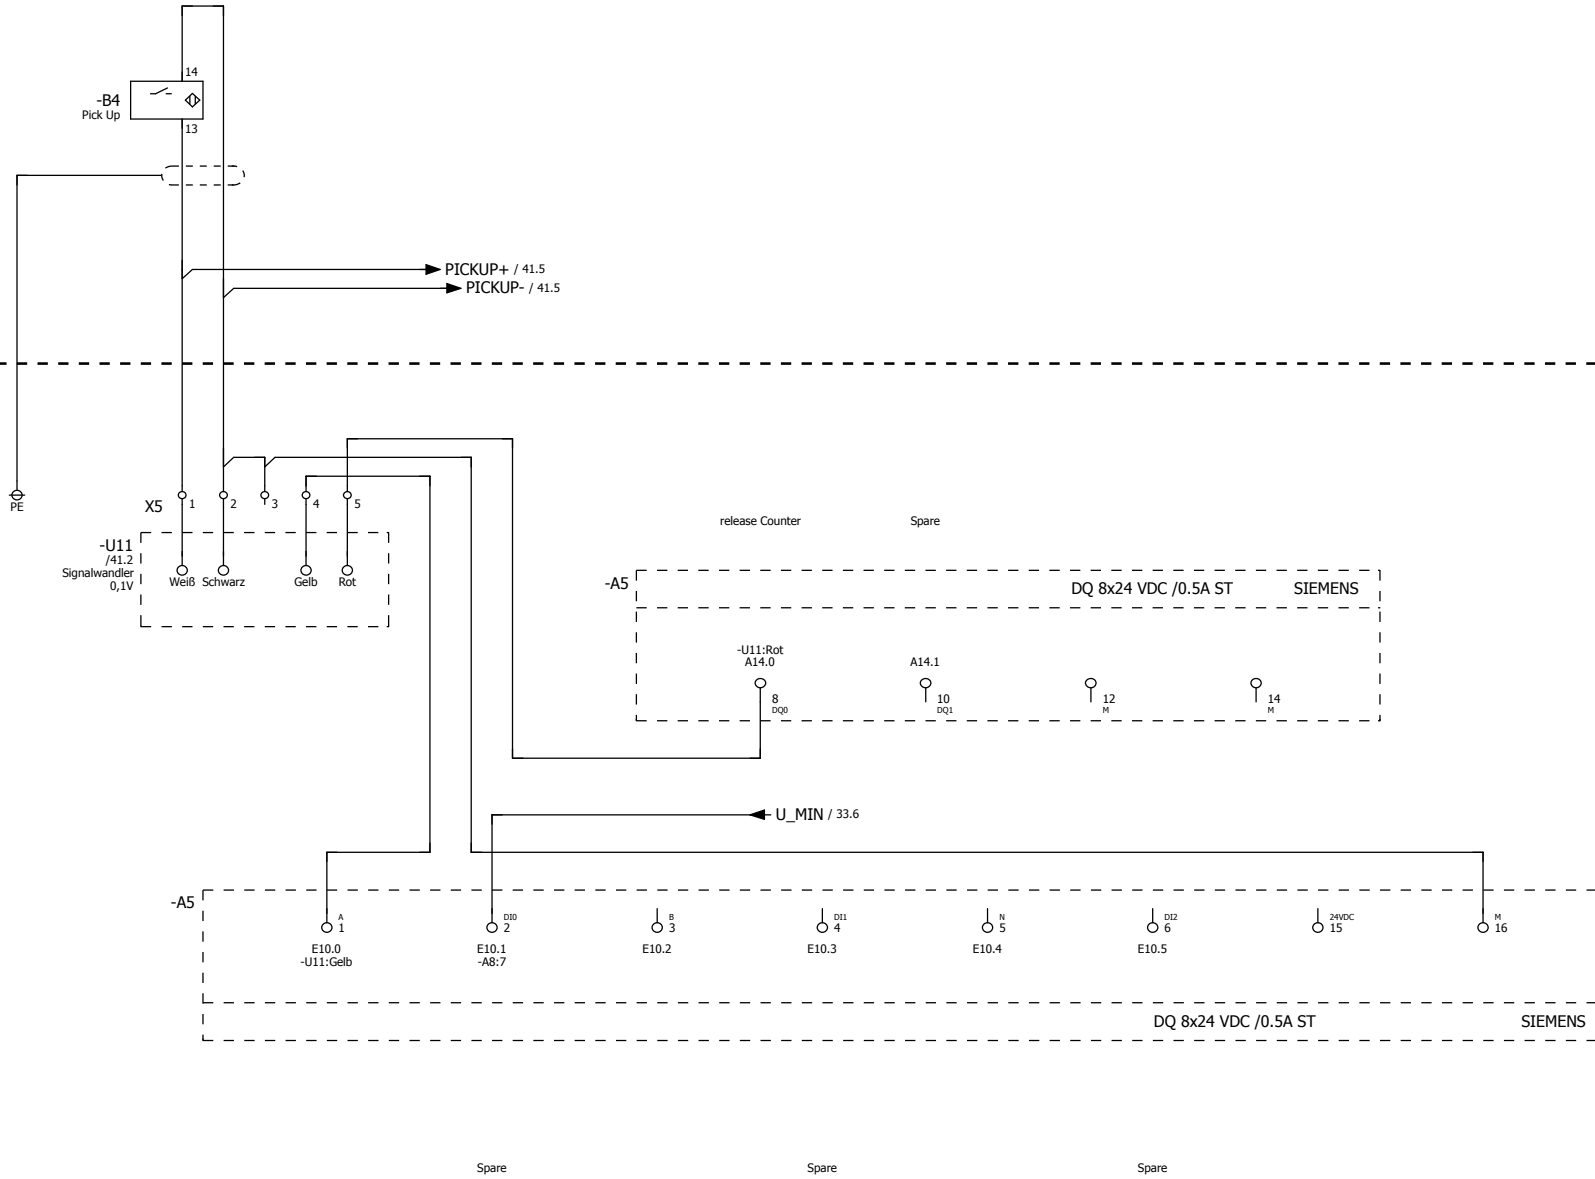 14
-B4
Pick Up
13
PICKUP+ / 41.5
PICKUP- / 41.5
PE
X5
1
2
3
4
5
-U11
/41.2
Signalwandler
0,1V
Weiß
Schwarz
Gelb
Rot
release Counter
Spare
-A5
DQ 8x24 VDC /0.5A ST
SIEMENS
-U11:Rot
A14.0
8
DQ0
A14.1
10
DQ1
12
M
14
M
U_MIN / 33.6
-A5
A
1
E10.0
-U11:Gelb
DI0
2
E10.1
-A8:7
B
3
E10.2
DI1
4
E10.3
N
5
E10.4
DI2
6
E10.5
24VDC
15
M
16
DQ 8x24 VDC /0.5A ST
SIEMENS
Spare
Spare
Spare